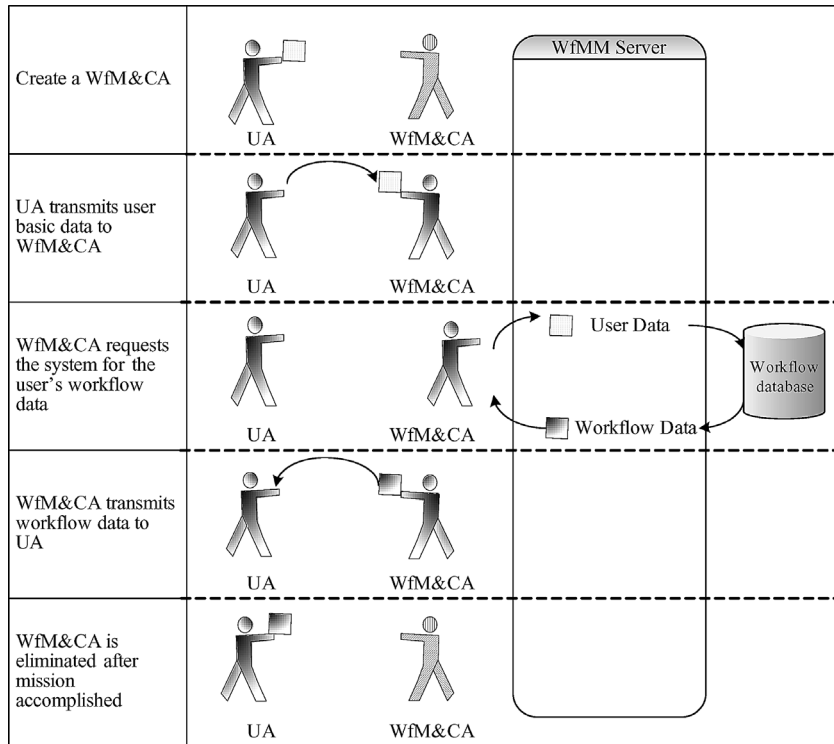 WfMM Server
Create a WfM&CA
UA
WfM&CA
UA transmits user
basic data to
WfM&CA
UA
WfM&CA
WfM&CA requests
the system for the
user's workflow
data
User Data
Workflow
database
Workflow Data
UA
WfM&CA
WfM&CA transmits
workflow data to
UA
UA
WfM&CA
WfM&CA is
eliminated after
mission
accomplished
UA
WfM&CA